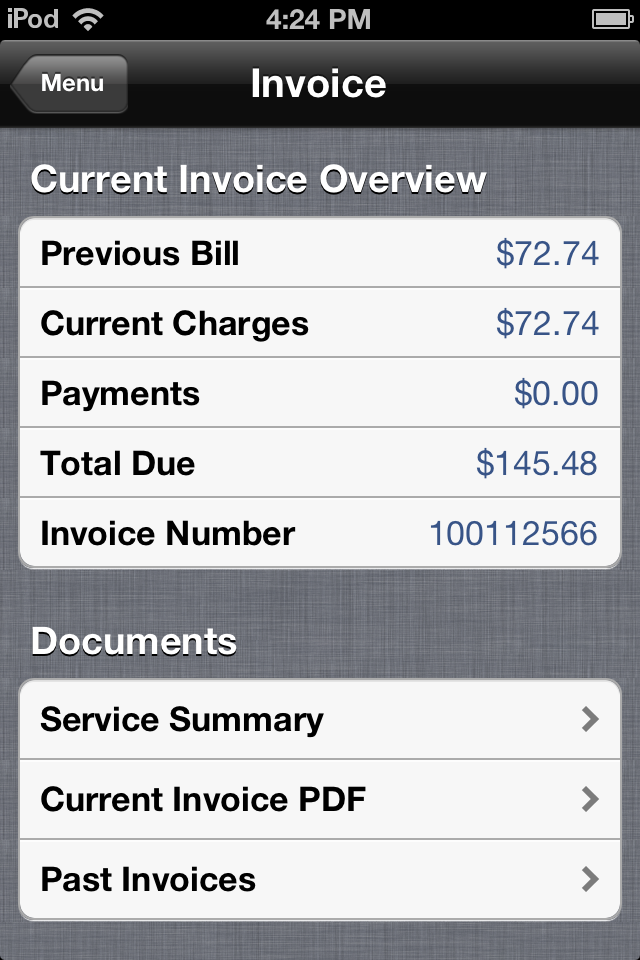 iPod 4:24 PM
Menu Invoice
Current Invoice Overview
Previous Bill $72.74
Current Charges $72.74
Payments $0.00
Total Due $145.48
Invoice Number 100112566
Documents
Service Summary
Current Invoice PDF
Past Invoices